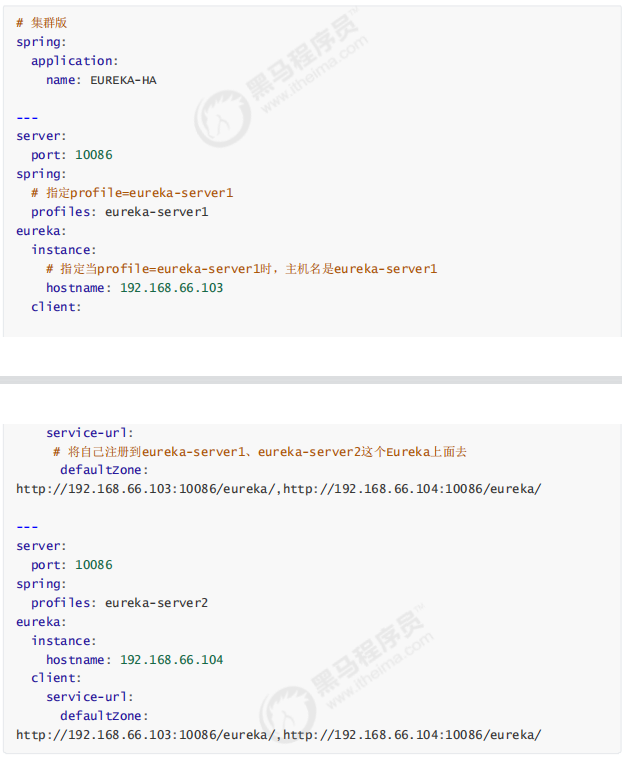 # 集群版
spring:
  application:
    name: EUREKA-HA

---
server:
  port: 10086
spring:
  # 指定profile=eureka-server1
  profiles: eureka-server1
eureka:
  instance:
    # 指定当profile=eureka-server1时，主机名是eureka-server1
    hostname: 192.168.66.103
  client:
    service-url:
     # 将自己注册到eureka-server1、eureka-server2这个Eureka上面去
      defaultZone:
http://192.168.66.103:10086/eureka/,http://192.168.66.104:10086/eureka/

---
server:
  port: 10086
spring:
  profiles: eureka-server2
eureka:
  instance:
    hostname: 192.168.66.104
  client:
    service-url:
      defaultZone:
http://192.168.66.103:10086/eureka/,http://192.168.66.104:10086/eureka/
黑马程序员™
www.itheima.com
黑马程序员™
www.itheima.com